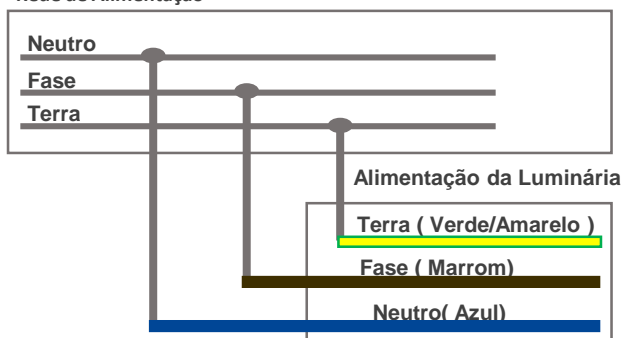 Neutro
Fase
Terra
Alimentação da Luminária
Terra ( Verde/Amarelo )
Fase ( Marrom)
Neutro( Azul)